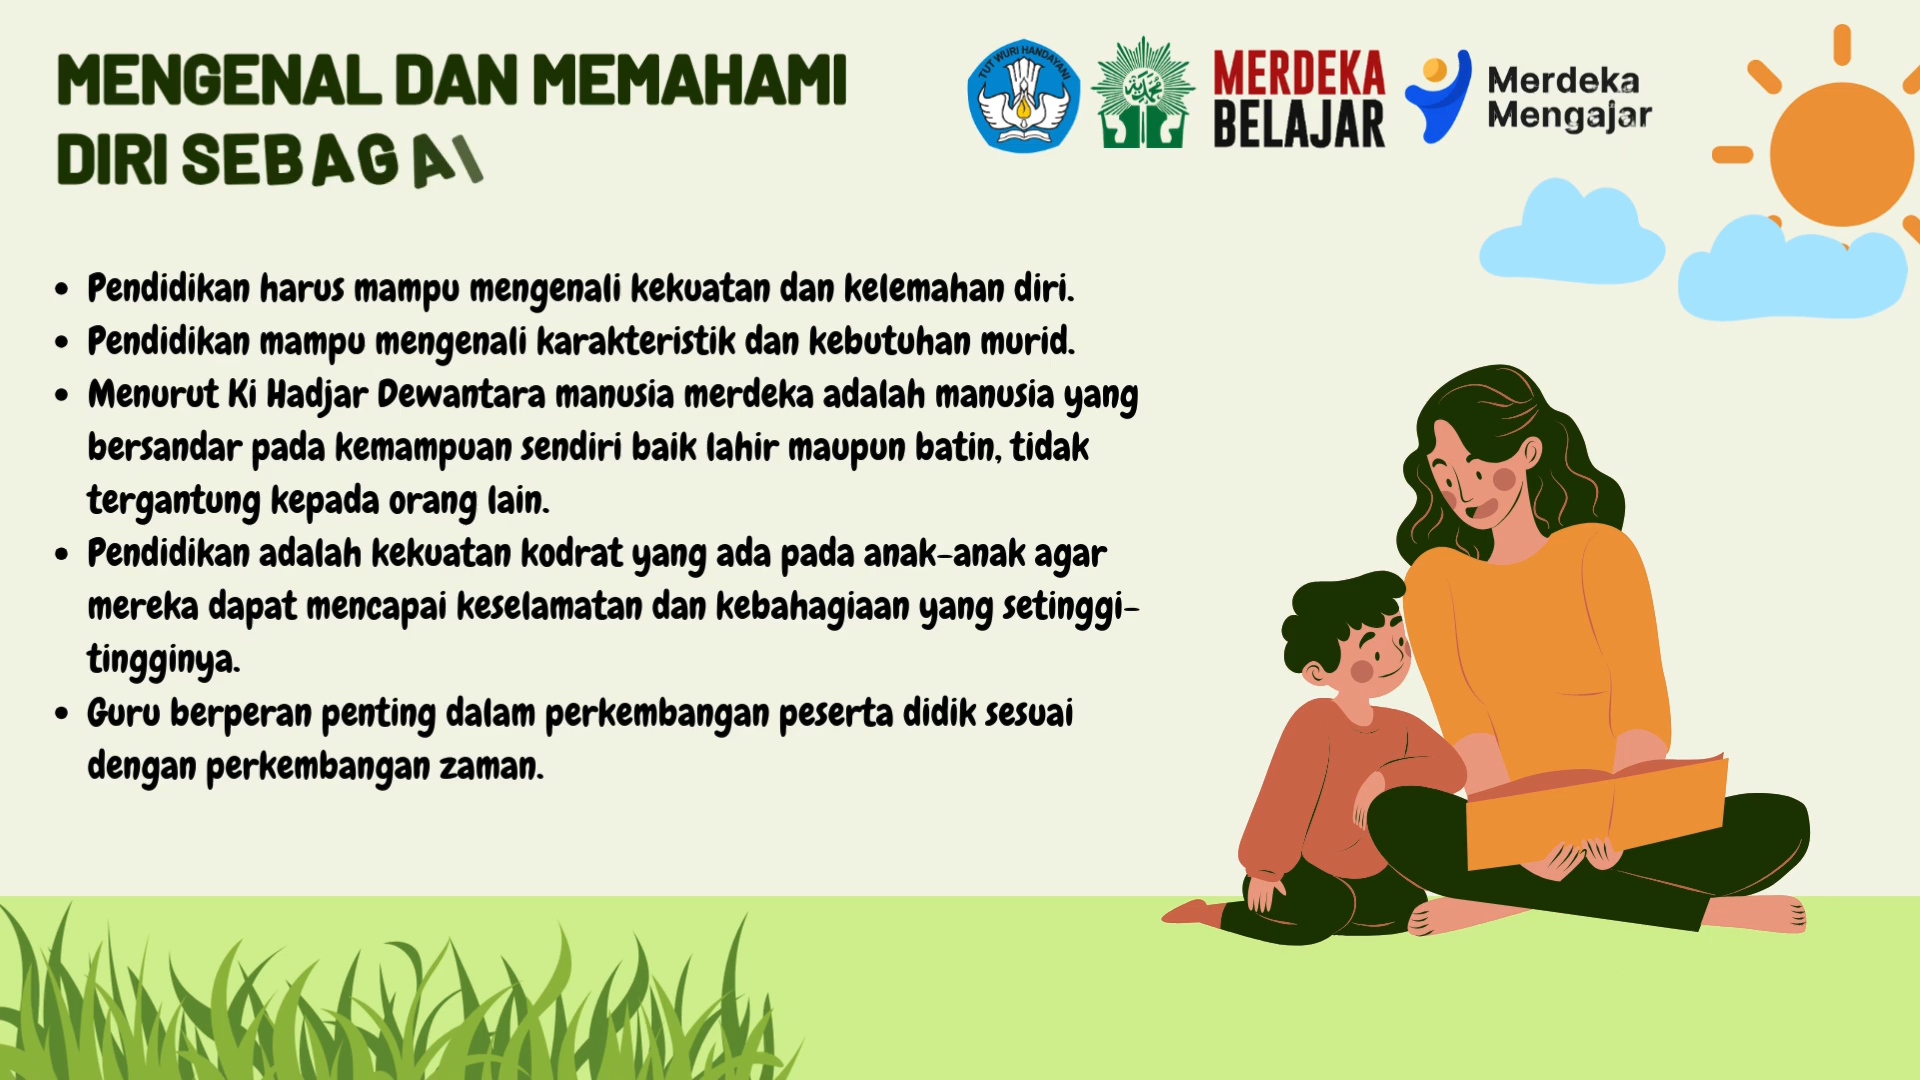 MENGENAL DAN MEMAHAMI
DIRI SEBAGAI
TUT WURI HANDAYANI
MERDEKA
BELAJAR
Merdeka
Mengajar
• Pendidikan harus mampu mengenali kekuatan dan kelemahan diri.
• Pendidikan mampu mengenali karakteristik dan kebutuhan murid.
• Menurut Ki Hadjar Dewantara manusia merdeka adalah manusia yang
bersandar pada kemampuan sendiri baik lahir maupun batin, tidak
tergantung kepada orang lain.
• Pendidikan adalah kekuatan kodrat yang ada pada anak-anak agar
mereka dapat mencapai keselamatan dan kebahagiaan yang setinggi-
tingginya.
• Guru berperan penting dalam perkembangan peserta didik sesuai
dengan perkembangan zaman.